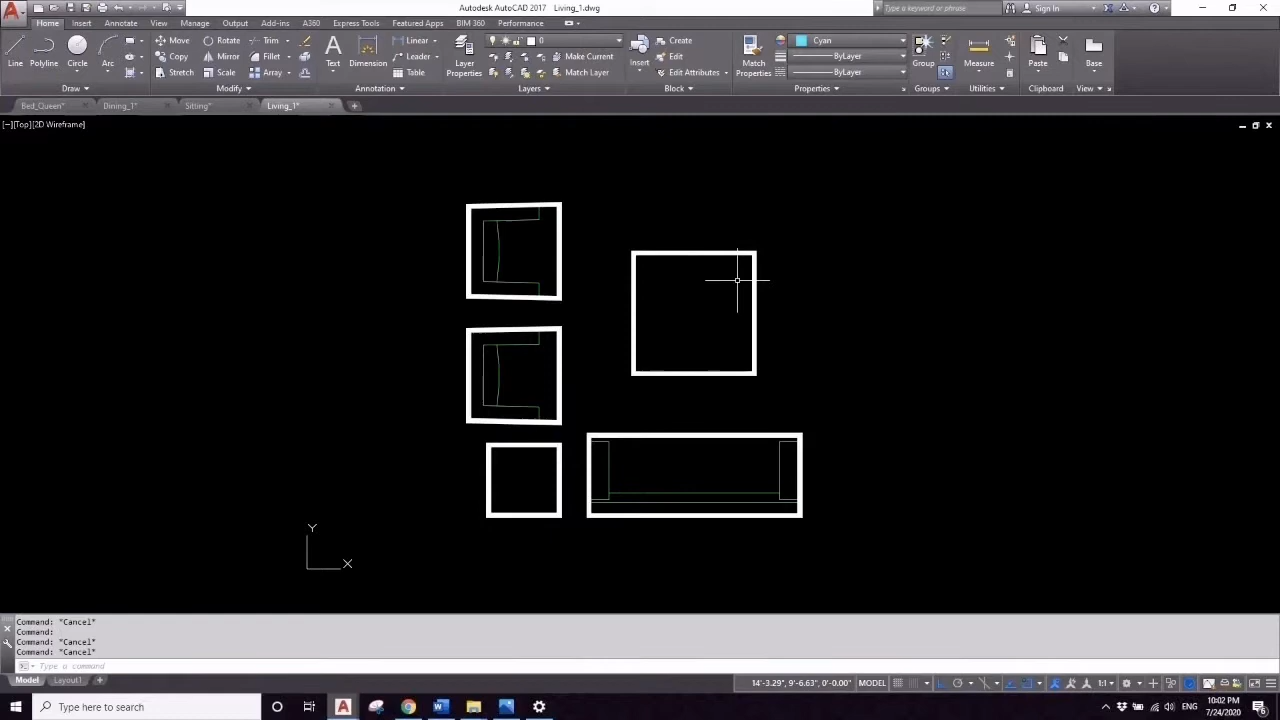 Autodesk AutoCAD 2017 Living_1.dwg
Type a keyword or phrase
Sign In
Home Insert Annotate View Manage Output Add-ins A360 Express Tools Featured Apps BIM 360 Performance
Line Polyline Circle Arc
Move Rotate Trim
Copy Mirror Fillet
Stretch Scale Array
Text Dimension
Linear
Leader
Table
Layer Properties
0
Make Current
Match Layer
Insert
Create
Edit
Edit Attributes
Match Properties
Cyan
ByLayer
ByLayer
Group
Measure
Paste
Base
Draw Modify Annotation Layers Block Properties Groups Utilities Clipboard View
Bed_Queen* Dining_1* Sitting* Living_1*
[−][Top][2D Wireframe]
Y
X
Command: *Cancel*
Command:
Command: *Cancel*
Command: *Cancel*
Type a command
Model Layout1
14'-3.29", 9'-6.63", 0'-0.00" MODEL 1:1
Type here to search
ENG
10:02 PM
7/24/2020
6